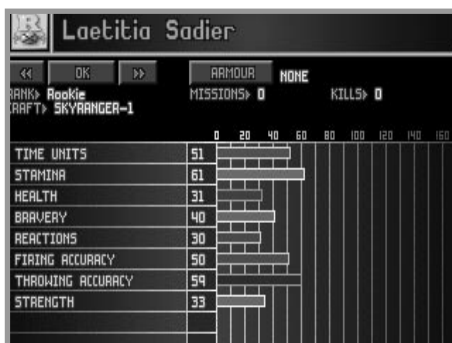 Laetitia Sadier
<< OK >> ARMOUR NONE
RANK> Rookie MISSIONS> 0 KILLS> 0
CRAFT> SKYRANGER-1
0 20 40 60 80 100 120 140 160
TIME UNITS 51
STAMINA 61
HEALTH 31
BRAVERY 40
REACTIONS 30
FIRING ACCURACY 50
THROWING ACCURACY 59
STRENGTH 33